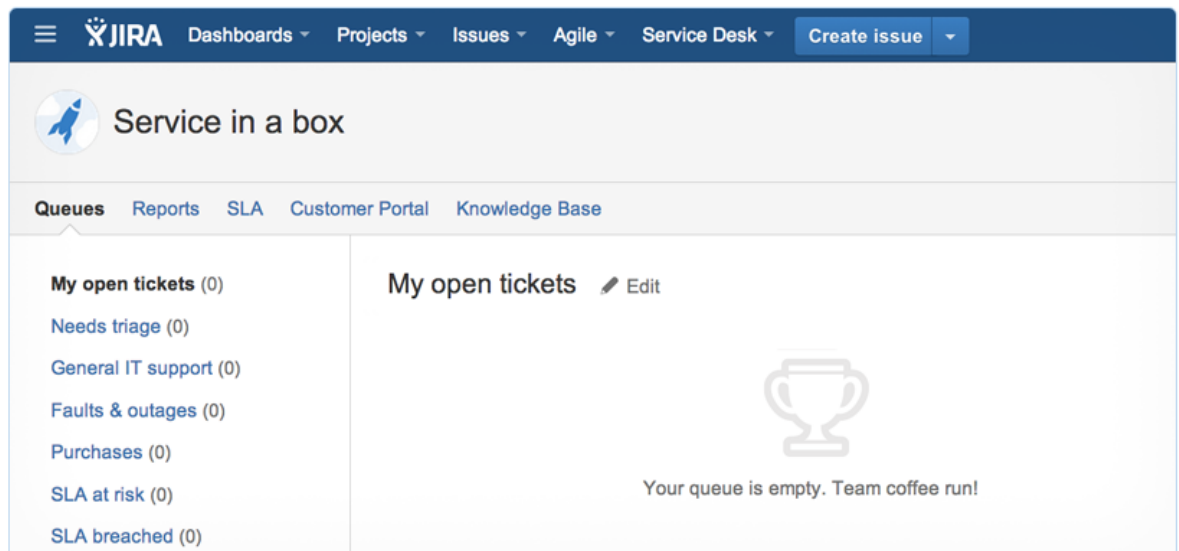 JIRA Dashboards Projects Issues Agile Service Desk Create issue
Service in a box
Queues Reports SLA Customer Portal Knowledge Base
My open tickets (0)
Needs triage (0)
General IT support (0)
Faults & outages (0)
Purchases (0)
SLA at risk (0)
SLA breached (0)
My open tickets Edit
Your queue is empty. Team coffee run!